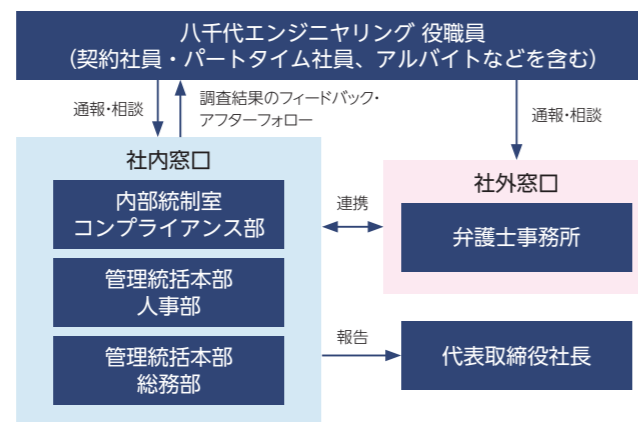 八千代エンジニヤリング 役職員
（契約社員・パートタイム社員、アルバイトなどを含む）
通報・相談
調査結果のフィードバック・
アフターフォロー
通報・相談
社内窓口
内部統制室
コンプライアンス部
管理統括本部
人事部
管理統括本部
総務部
連携
社外窓口
弁護士事務所
報告
代表取締役社長